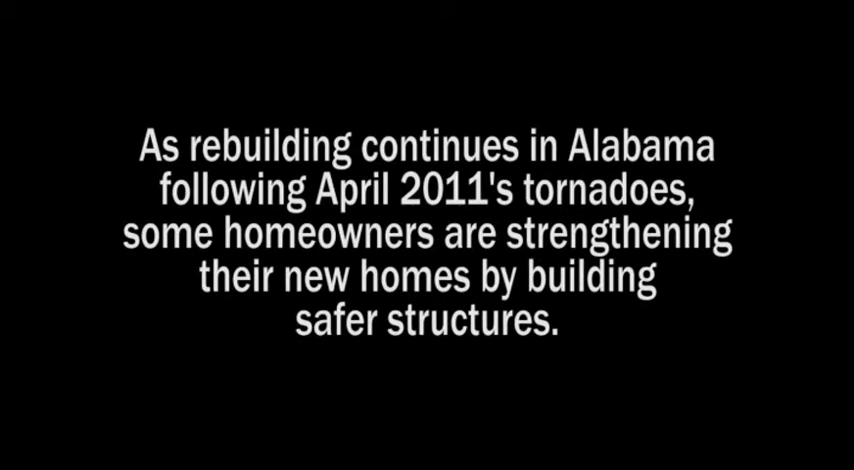 As rebuilding continues in Alabama
following April 2011's tornadoes,
some homeowners are strengthening
their new homes by building
safer structures.